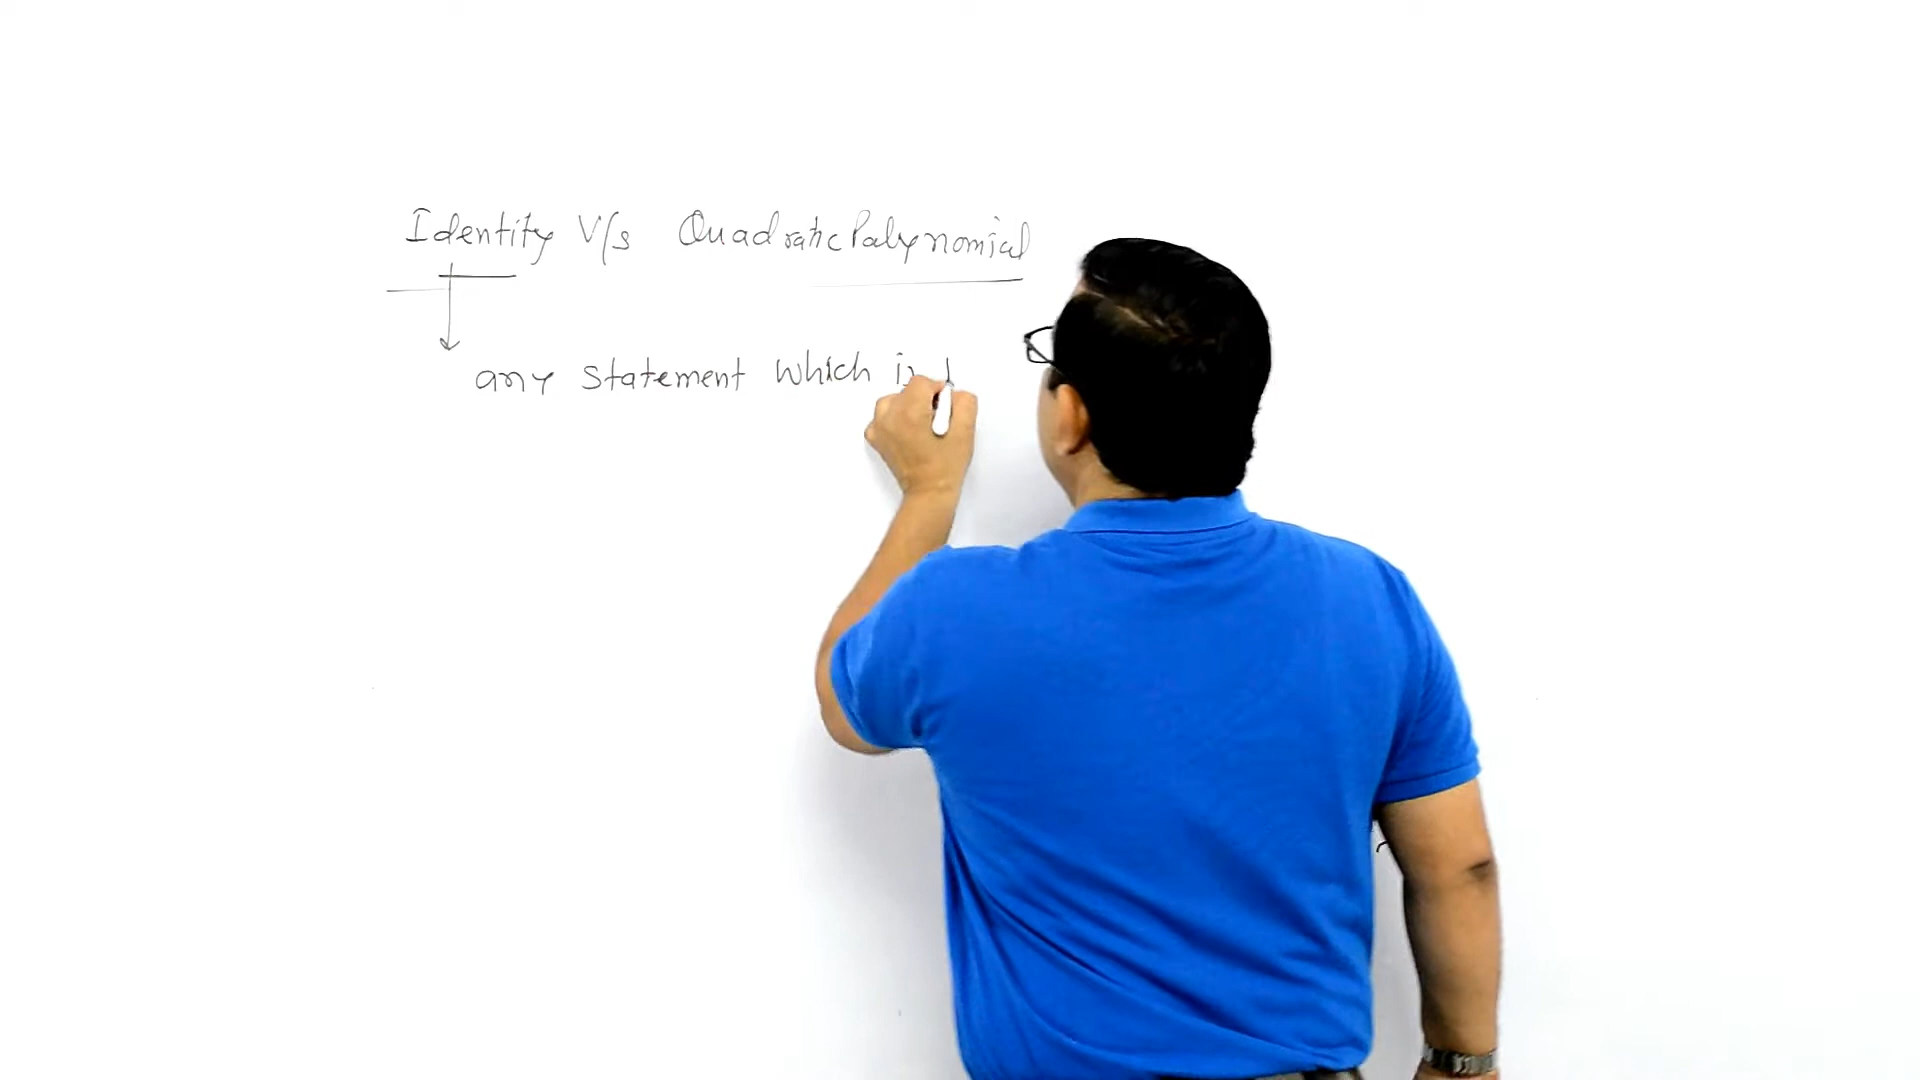 Identity V/s Quadratic Polynomial
any statement which is